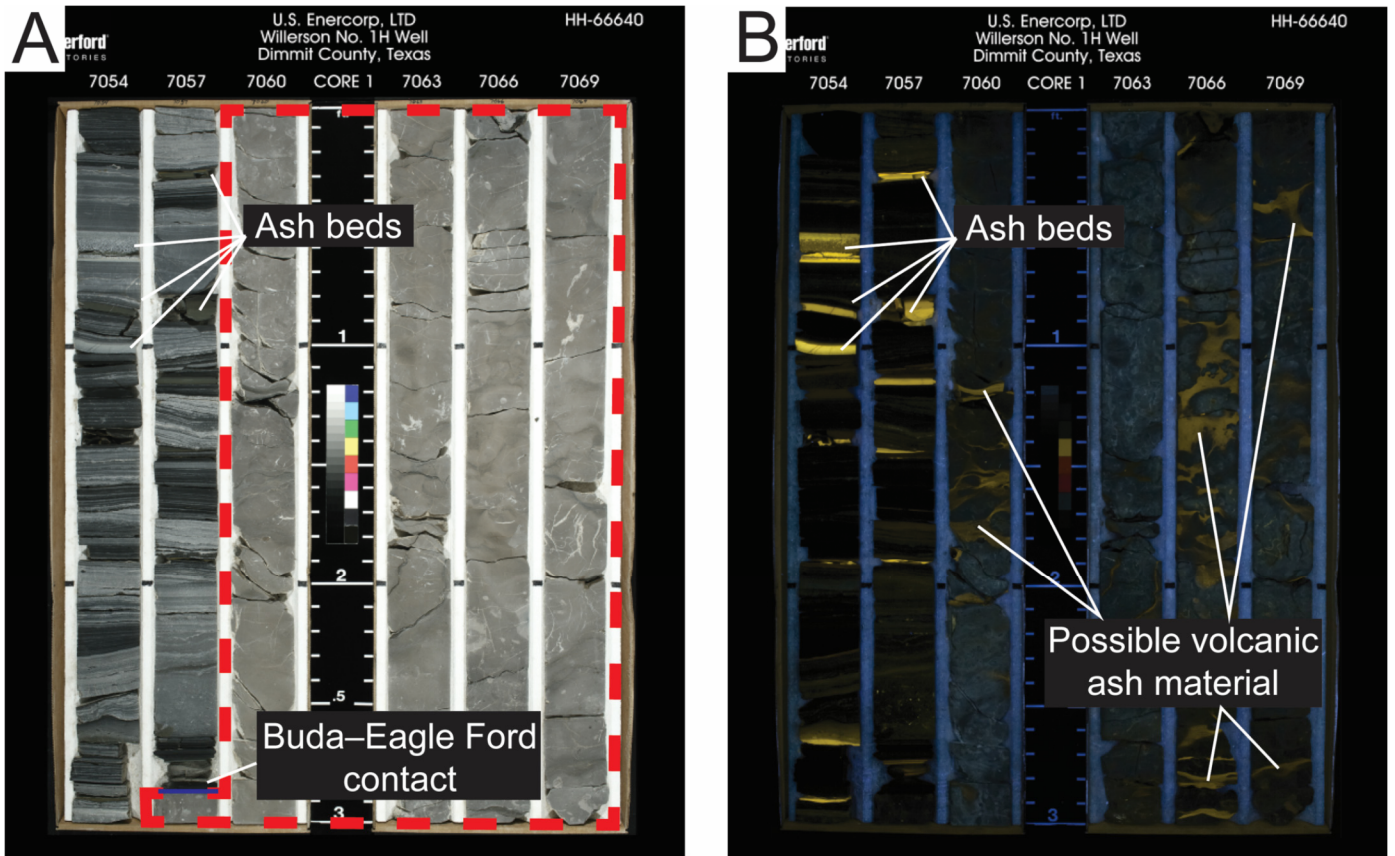 A
erford
TORIES
U.S. Enercorp, LTD
Willerson No. 1H Well
Dimmit County, Texas
HH-66640
7054 7057 7060 CORE 1 7063 7066 7069
ft.
Ash beds
1
2
.5
Buda–Eagle Ford
contact
3
B
U.S. Enercorp, LTD
Willerson No. 1H Well
Dimmit County, Texas
HH-66640
7054 7057 7060 CORE 1 7063 7066 7069
ft.
Ash beds
1
2
Possible volcanic
ash material
3